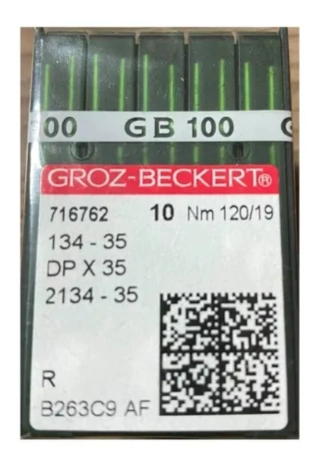 00 GB 100 G
GROZ-BECKERT®
716762 10 Nm 120/19
134 - 35
DP X 35
2134 - 35
R
B263C9 AF